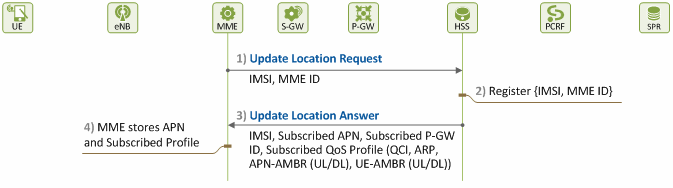 UE
eNB
MME
S-GW
P-GW
HSS
PCRF
SPR
1) Update Location Request
IMSI, MME ID
2) Register {IMSI, MME ID}
3) Update Location Answer
4) MME stores APN
and Subscribed Profile
IMSI, Subscribed APN, Subscribed P-GW
ID, Subscribed QoS Profile (QCI, ARP,
APN-AMBR (UL/DL), UE-AMBR (UL/DL))